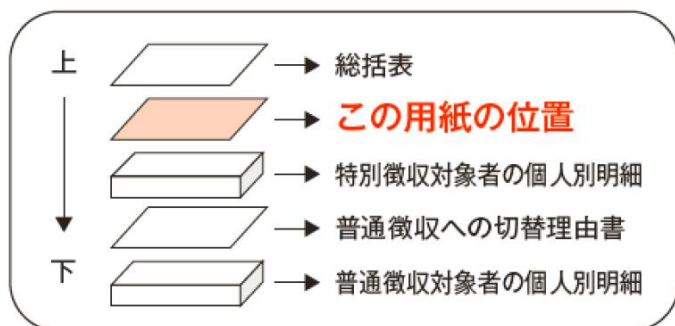 上
総括表
この用紙の位置
特別徴収対象者の個人別明細
普通徴収への切替理由書
下
普通徴収対象者の個人別明細